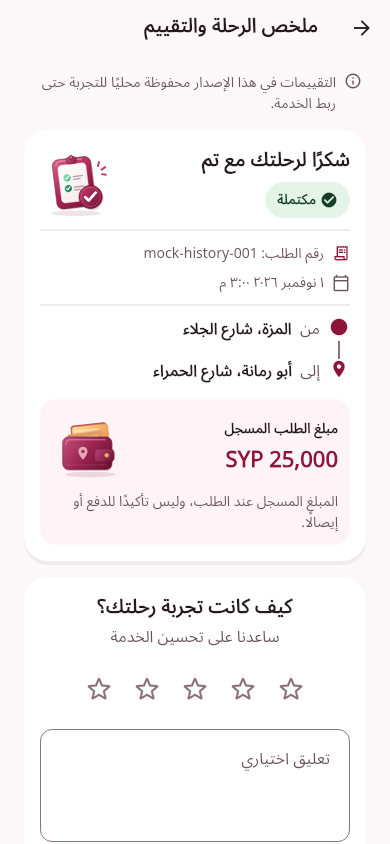 ملخص الرحلة والتقييم
التقييمات في هذا الإصدار محفوظة محليًا للتجربة حتى
ربط الخدمة.
شكرًا لرحلتك مع تم
مكتملة
رقم الطلب: mock-history-001
١ نوفمبر ٢٠٢٦ ٣:٠٠ م
من المزة، شارع الجلاء
إلى أبو رمانة، شارع الحمراء
مبلغ الطلب المسجل
SYP 25,000
المبلغ المسجل عند الطلب، وليس تأكيدًا للدفع أو
إيصالًا.
كيف كانت تجربة رحلتك؟
ساعدنا على تحسين الخدمة
تعليق اختياري